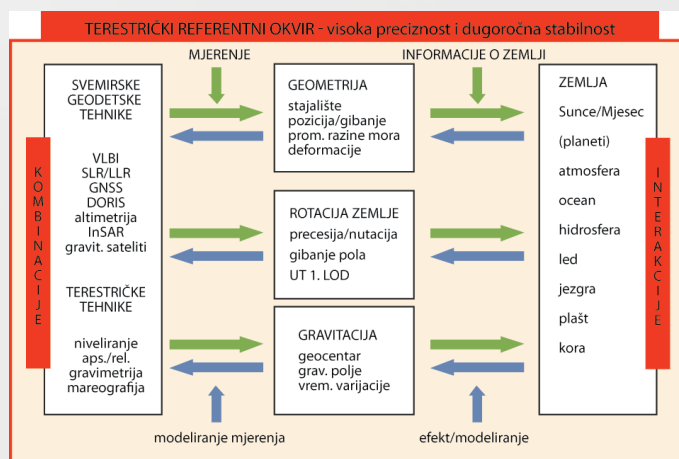 TERESTRIČKI REFERENTNI OKVIR - visoka preciznost i dugoročna stabilnost
MJERENJE
INFORMACIJE O ZEMLJI
KOMBINACIJE
SVEMIRSKE
GEODETSKE
TEHNIKE
VLBI
SLR/LLR
GNSS
DORIS
altimetrija
InSAR
gravit. sateliti
TERESTRIČKE
TEHNIKE
niveliranje
aps./rel.
gravimetrija
mareografija
GEOMETRIJA
stajalište
pozicija/gibanje
prom. razine mora
deformacije
ROTACIJA ZEMLJE
precesija/nutacija
gibanje pola
UT 1. LOD
GRAVITACIJA
geocentar
grav. polje
vrem. varijacije
ZEMLJA
Sunce/Mjesec
(planeti)
atmosfera
ocean
hidrosfera
led
jezgra
plašt
kora
INTERAKCIJE
modeliranje mjerenja
efekt/modeliranje